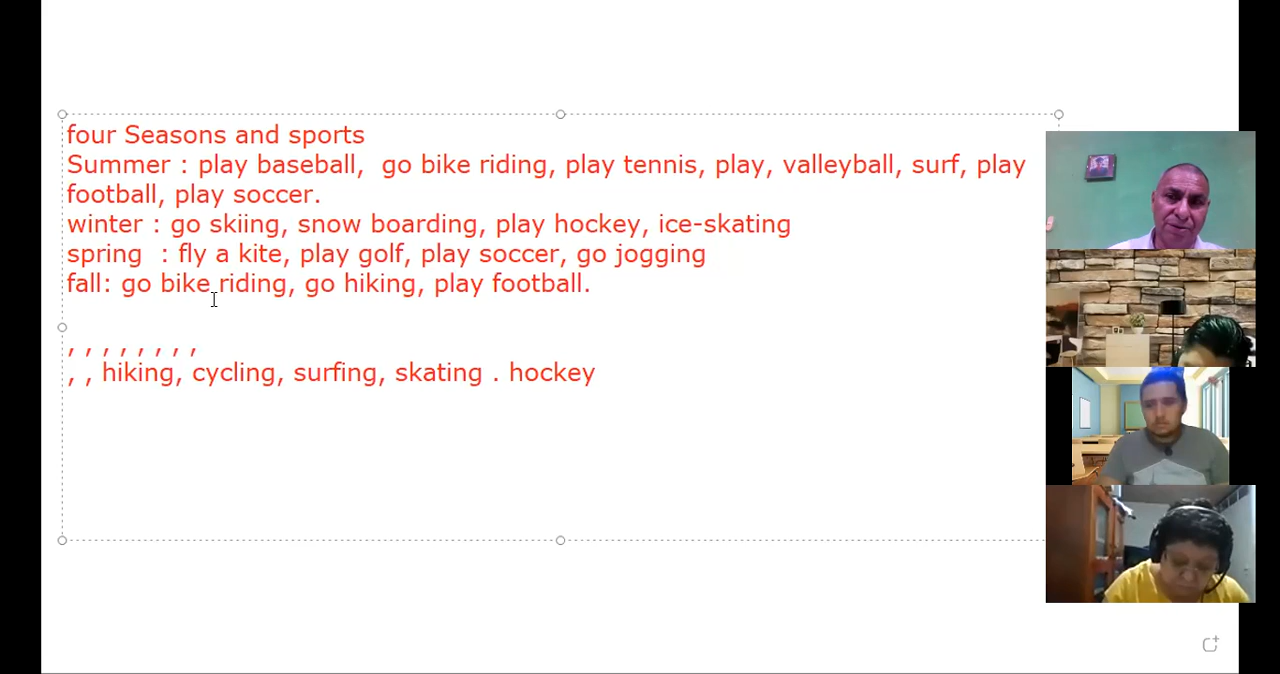 four Seasons and sports
Summer : play baseball,  go bike riding, play tennis, play, valleyball, surf, play
football, play soccer.
winter : go skiing, snow boarding, play hockey, ice-skating
spring  : fly a kite, play golf, play soccer, go jogging
fall: go bike riding, go hiking, play football.
, , , , , , , ,
, , hiking, cycling, surfing, skating . hockey